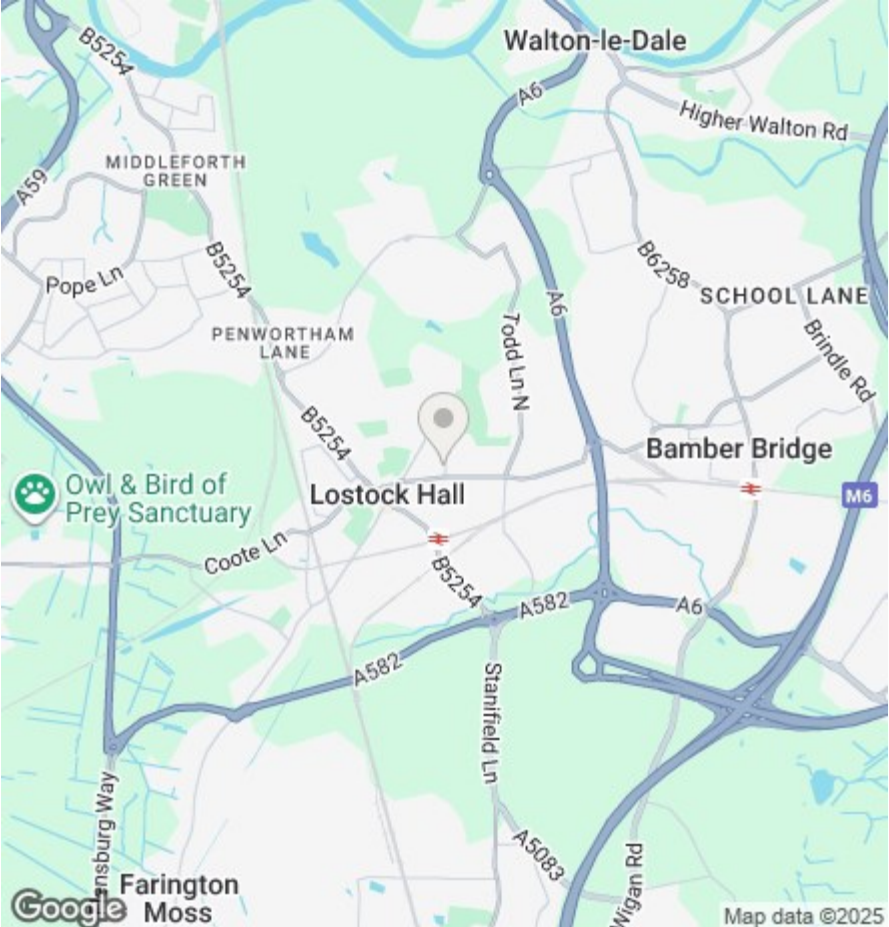 B5254
Walton-le-Dale
A6
Higher Walton Rd
MIDDLEFORTH
GREEN
A59
B5254
Pope Ln
B6258
SCHOOL LANE
A6
PENWORTHAM
LANE
Todd Ln N
Brindle Rd
B5254
Bamber Bridge
Owl & Bird of
Prey Sanctuary
Lostock Hall
M6
Coote Ln
B5254
A582
A6
A582
Stanifield Ln
A5083
Wigan Rd
Way
Farington
Moss
Google
Map data ©2025